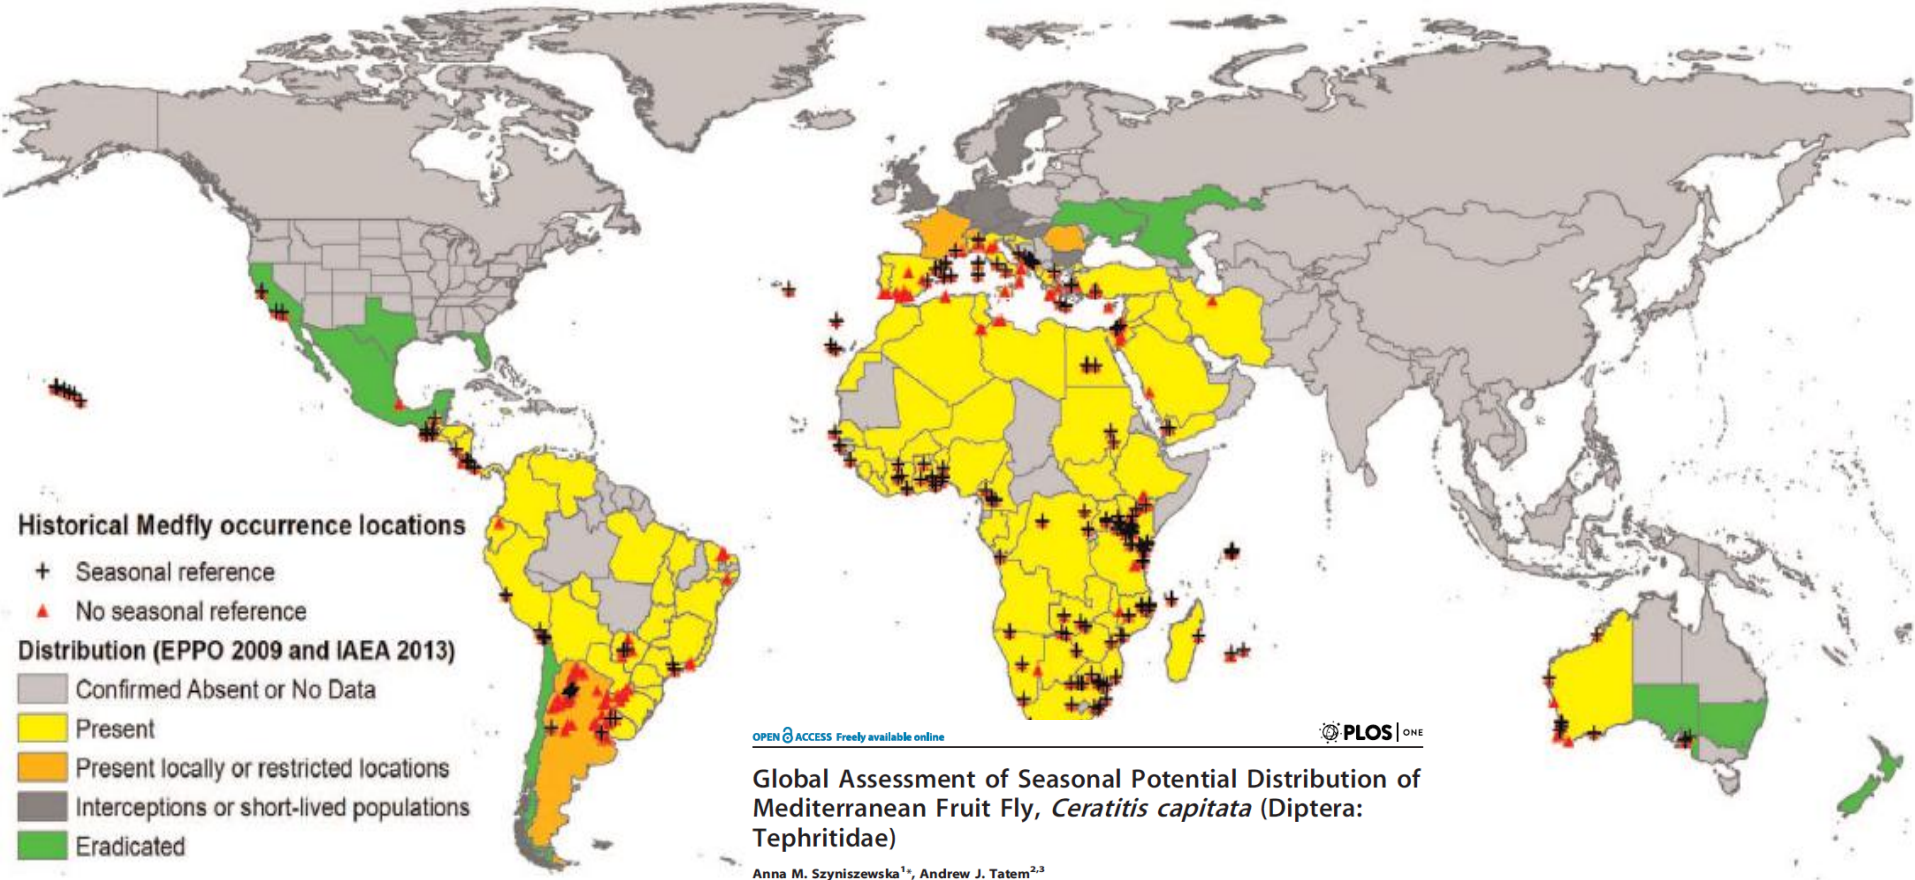 Historical Medfly occurrence locations
Seasonal reference
No seasonal reference
Distribution (EPPO 2009 and IAEA 2013)
Confirmed Absent or No Data
Present
Present locally or restricted locations
Interceptions or short-lived populations
Eradicated
OPEN ACCESS Freely available online
PLOS | ONE
Global Assessment of Seasonal Potential Distribution of
Mediterranean Fruit Fly, Ceratitis capitata (Diptera:
Tephritidae)
Anna M. Szyniszewska1*, Andrew J. Tatem2,3